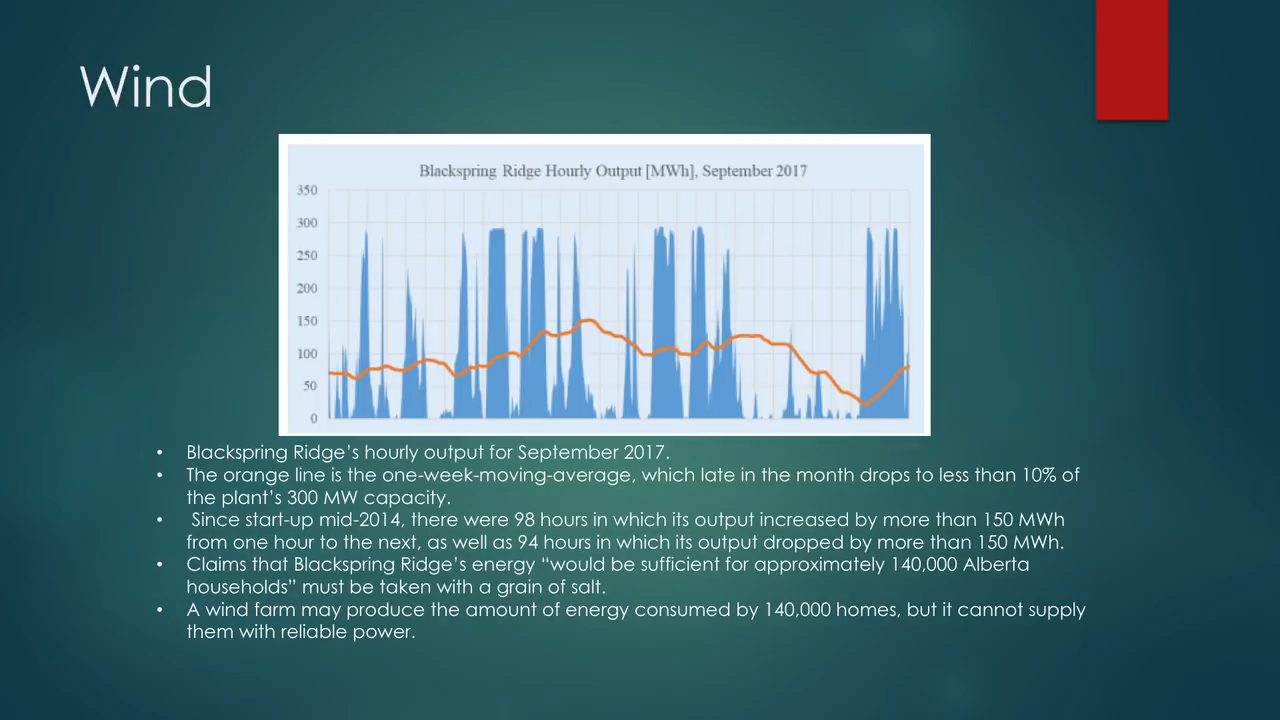 Wind
Blackspring Ridge Hourly Output [MWh], September 2017
350
300
250
200
150
100
50
0
• Blackspring Ridge’s hourly output for September 2017.
• The orange line is the one-week-moving-average, which late in the month drops to less than 10% of
the plant’s 300 MW capacity.
• Since start-up mid-2014, there were 98 hours in which its output increased by more than 150 MWh
from one hour to the next, as well as 94 hours in which its output dropped by more than 150 MWh.
• Claims that Blackspring Ridge’s energy “would be sufficient for approximately 140,000 Alberta
households” must be taken with a grain of salt.
• A wind farm may produce the amount of energy consumed by 140,000 homes, but it cannot supply
them with reliable power.